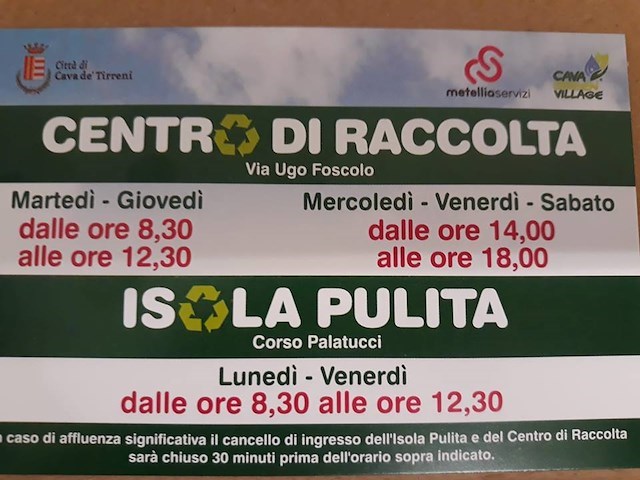 Città di
Cava de' Tirreni
metelliaservizi
CAVA
VILLAGE
CENTRO DI RACCOLTA
Via Ugo Foscolo
Martedì - Giovedì
dalle ore 8,30
alle ore 12,30
Mercoledì - Venerdì - Sabato
dalle ore 14,00
alle ore 18,00
ISOLA PULITA
Corso Palatucci
Lunedì - Venerdì
dalle ore 8,30 alle ore 12,30
n caso di affluenza significativa il cancello di ingresso dell'Isola Pulita e del Centro di Raccolta
sarà chiuso 30 minuti prima dell'orario sopra indicato.